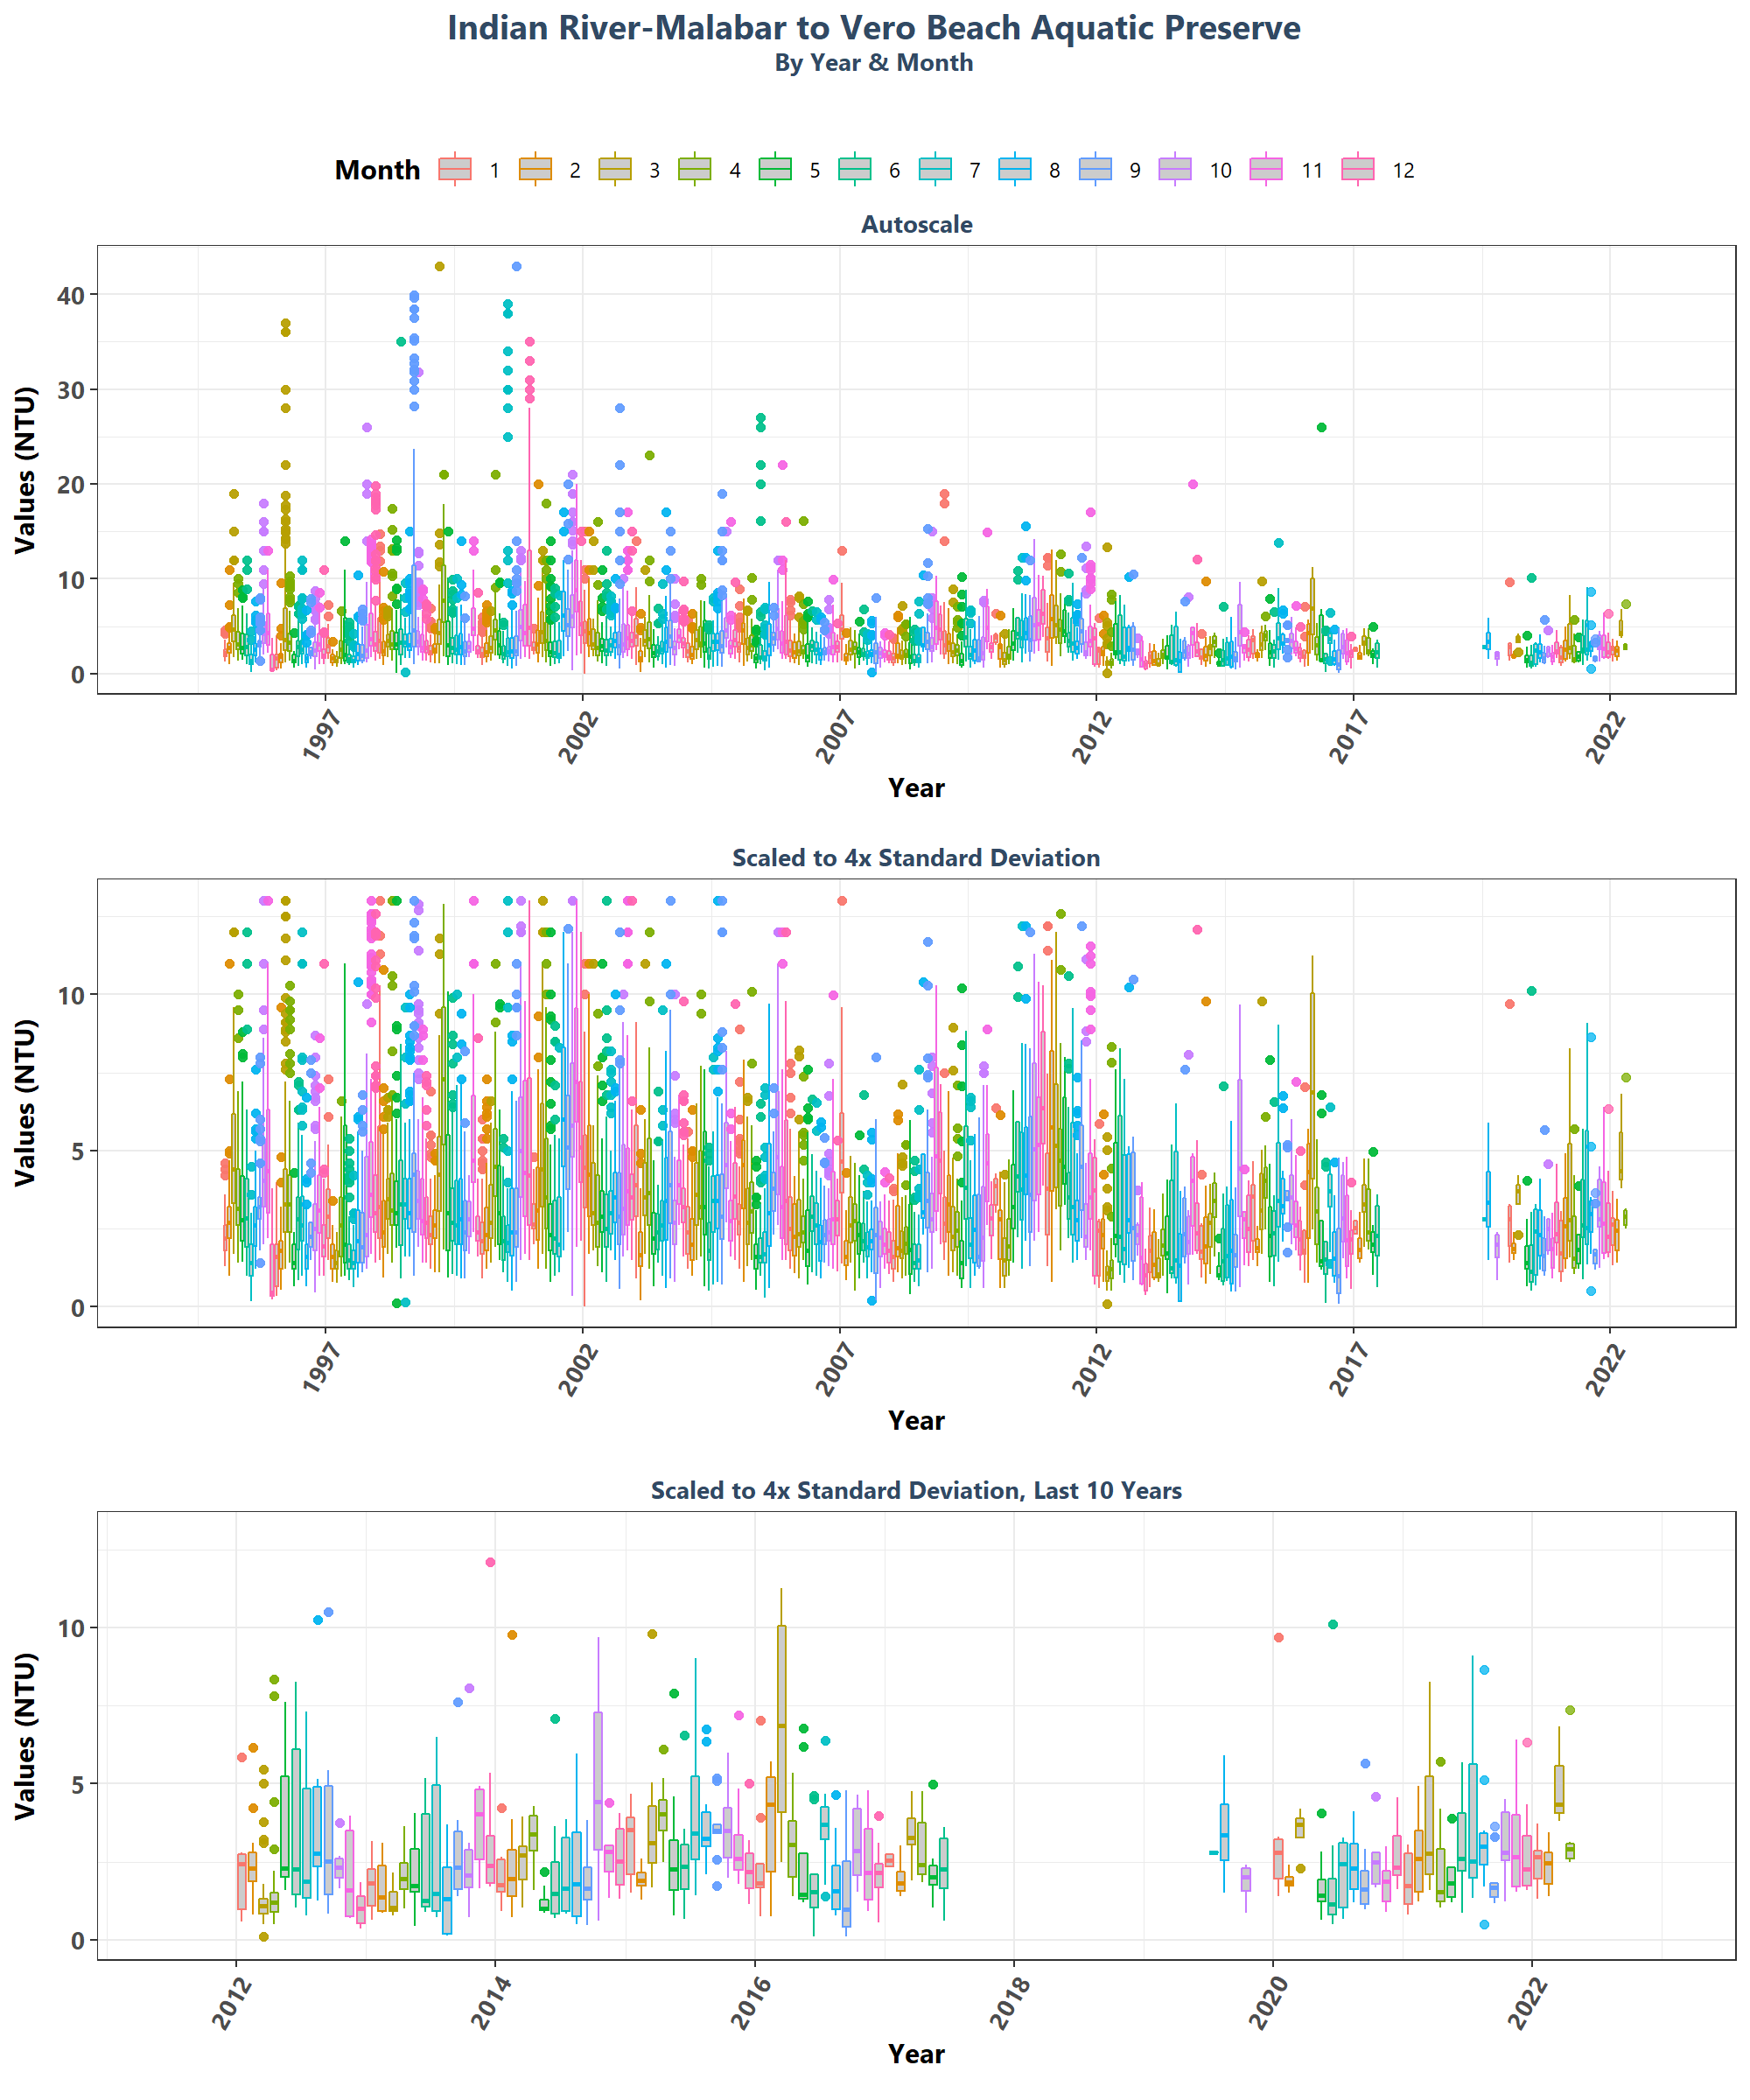 Indian River-Malabar to Vero Beach Aquatic Preserve
By Year & Month
Month 1 2 3 4 5 6 7 8 9 10 11 12
Autoscale
Values (NTU)
40
30
20
10
0
1997 2002 2007 2012 2017 2022
Year
Scaled to 4x Standard Deviation
Values (NTU)
10
5
0
1997 2002 2007 2012 2017 2022
Year
Scaled to 4x Standard Deviation, Last 10 Years
Values (NTU)
10
5
0
2012 2014 2016 2018 2020 2022
Year